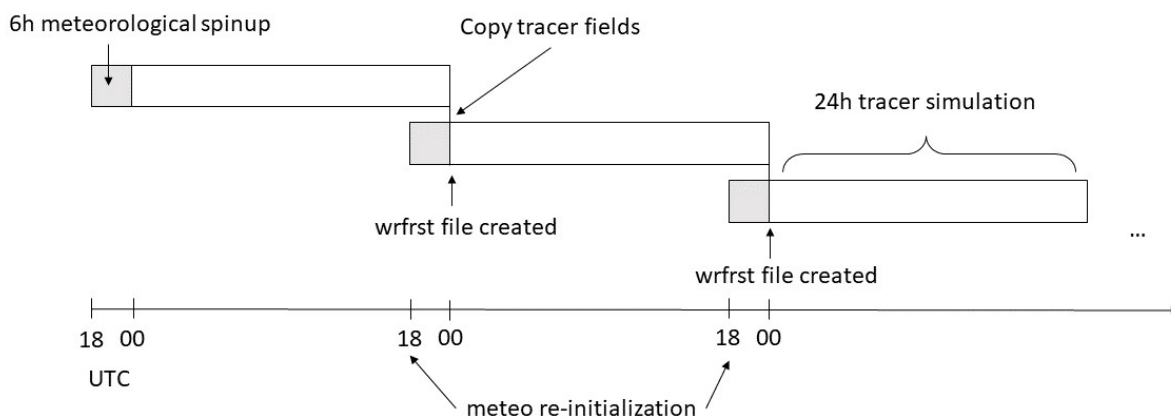 6h meteorological spinup
Copy tracer fields
24h tracer simulation
wrfrst file created
wrfrst file created
...
18 00 18 00 18 00
UTC
meteo re-initialization